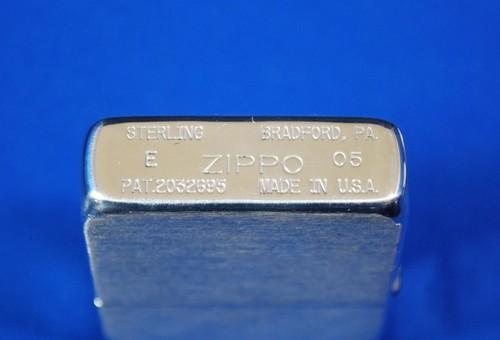 STERLING BRADFORD, PA.
E ZIPPO 05
PAT.2032695 MADE IN U.S.A.